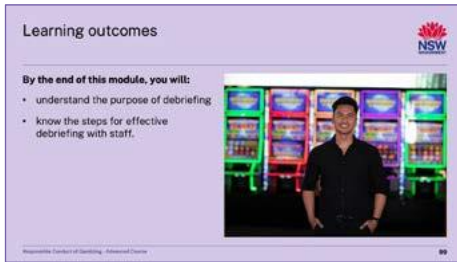 Learning outcomes
NSW
GOVERNMENT
By the end of this module, you will:
• understand the purpose of debriefing
• know the steps for effective
debriefing with staff.
Responsible Conduct of Gambling - Advanced Course
99